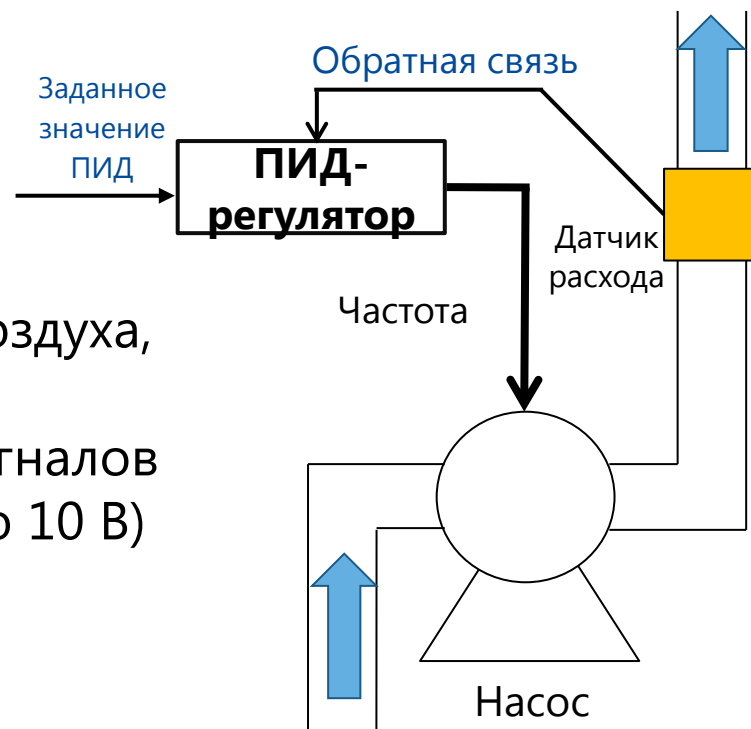 Обратная связь
Заданное
значение
ПИД
ПИД-
регулятор
Датчик
расхода
Частота
оздуха,
гналов
о 10 В)
Насос